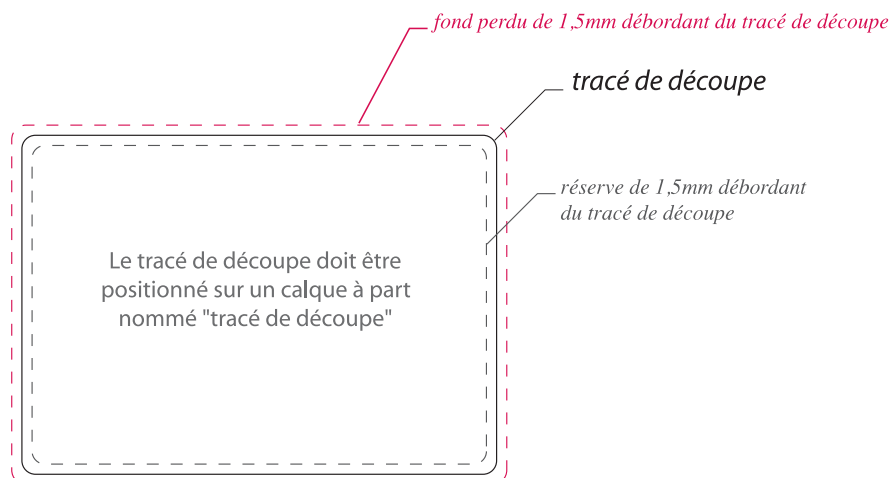 fond perdu de 1,5mm débordant du tracé de découpe
tracé de découpe
réserve de 1,5mm débordant
du tracé de découpe
Le tracé de découpe doit être
positionné sur un calque à part
nommé "tracé de découpe"